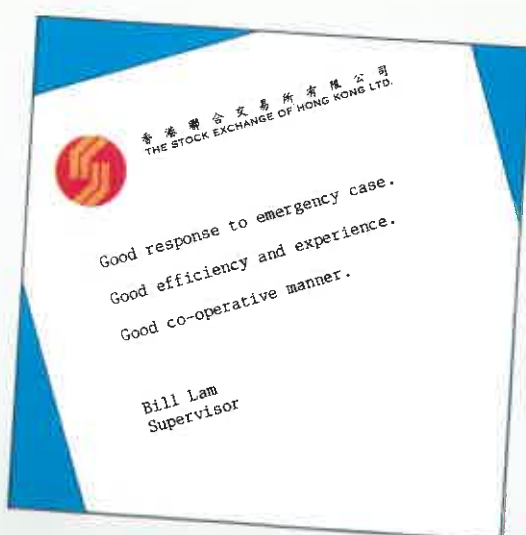 香港聯合交易所有限公司
THE STOCK EXCHANGE OF HONG KONG LTD.
Good response to emergency case.
Good efficiency and experience.
Good co-operative manner.
Bill Lam
Supervisor